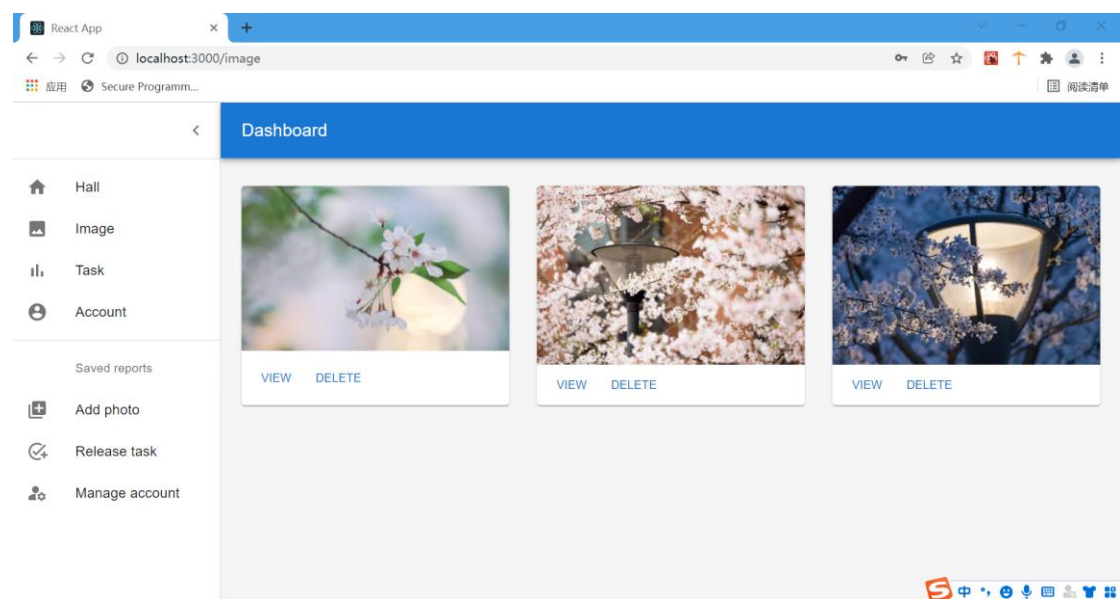 React App
localhost:3000/image
应用 Secure Programm... 阅读清单
Dashboard
Hall
Image
Task
Account
Saved reports
Add photo
Release task
Manage account
VIEW DELETE
VIEW DELETE
VIEW DELETE
中